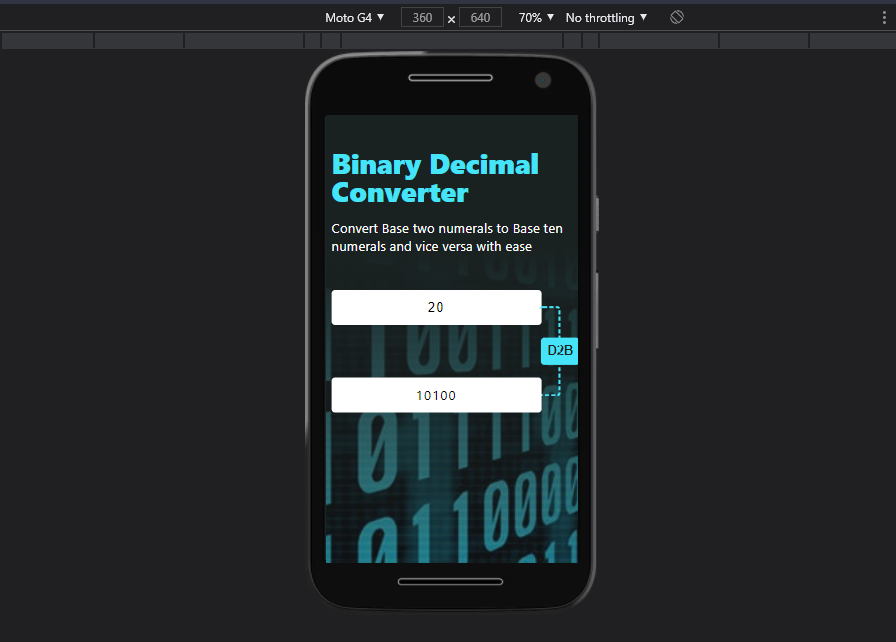 Moto G4 ▼ 360 × 640 70% ▼ No throttling ▼
Binary Decimal
Converter
Convert Base two numerals to Base ten
numerals and vice versa with ease
20
D2B
10100